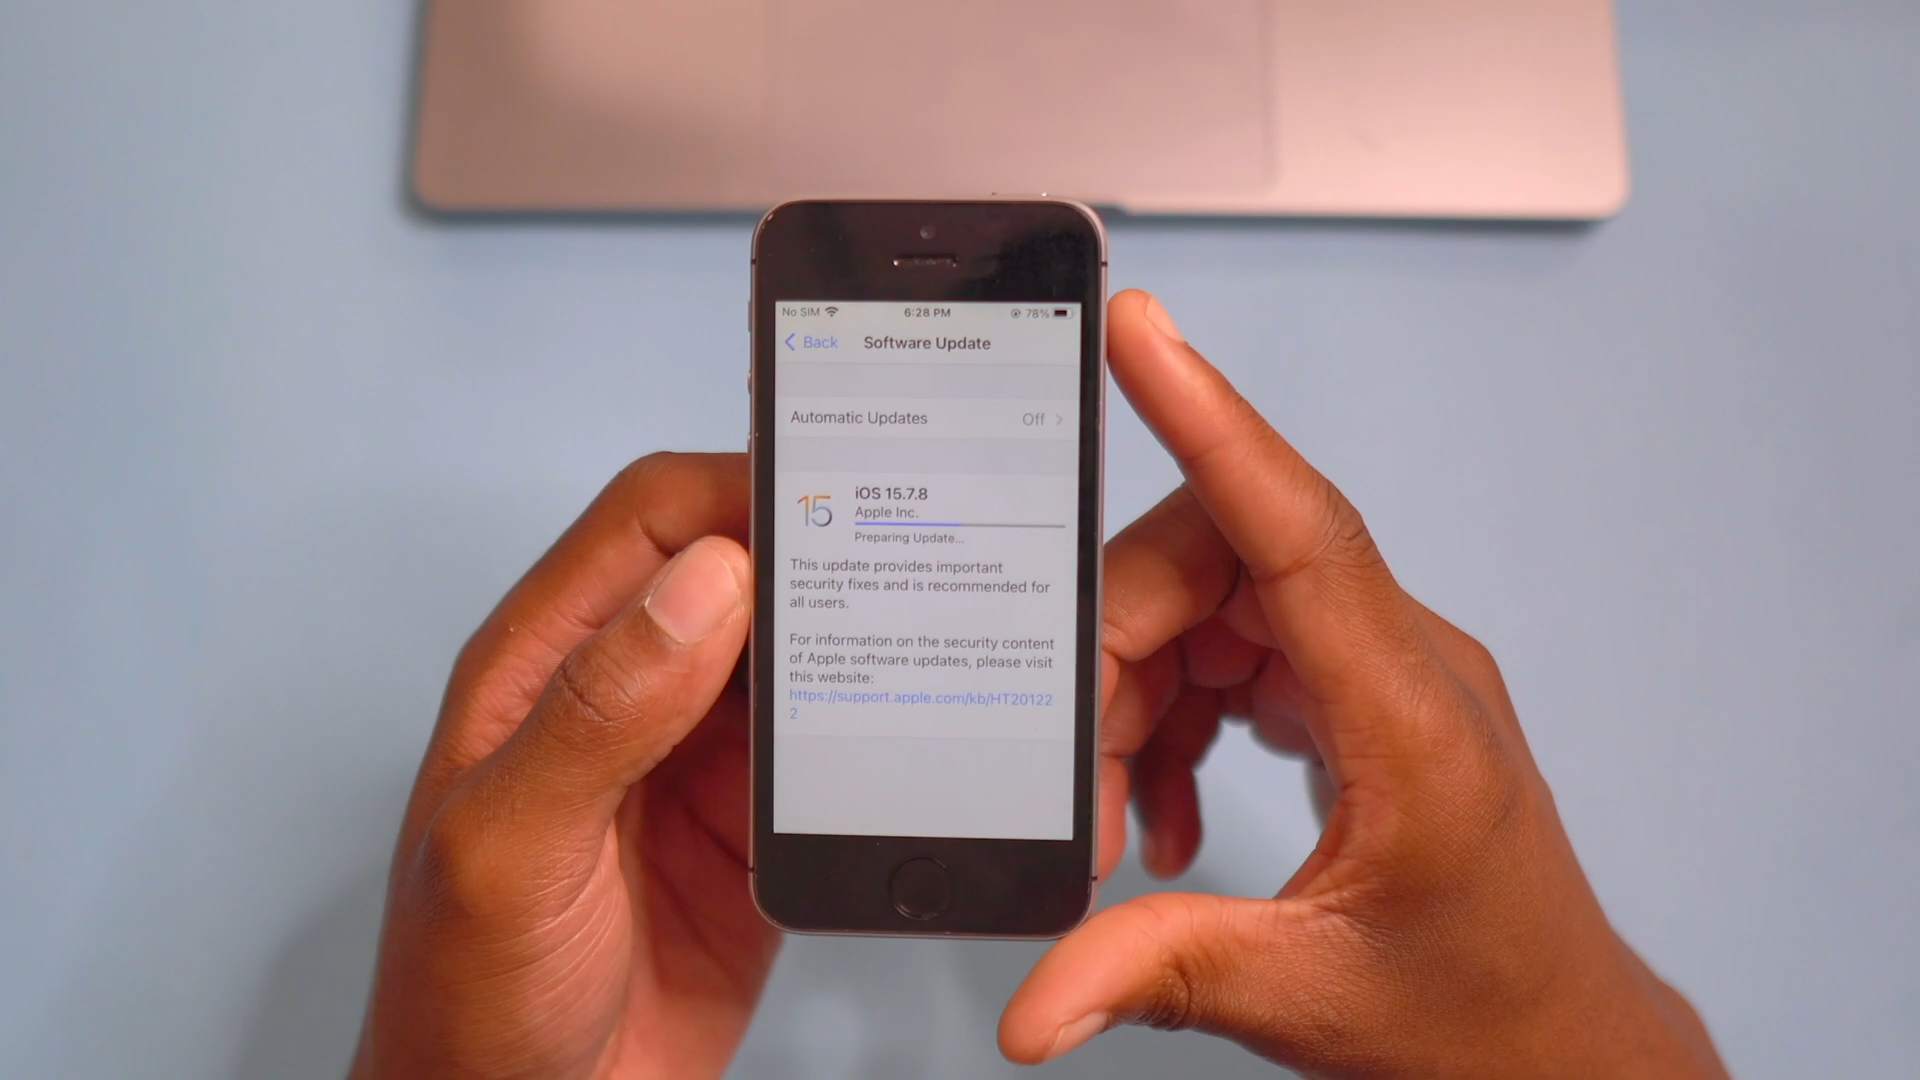 No SIM 6:28 PM 78%
Back Software Update
Automatic Updates Off
15
iOS 15.7.8
Apple Inc.
Preparing Update...
This update provides important
security fixes and is recommended for
all users.
For information on the security content
of Apple software updates, please visit
this website:
https://support.apple.com/kb/HT20122
2